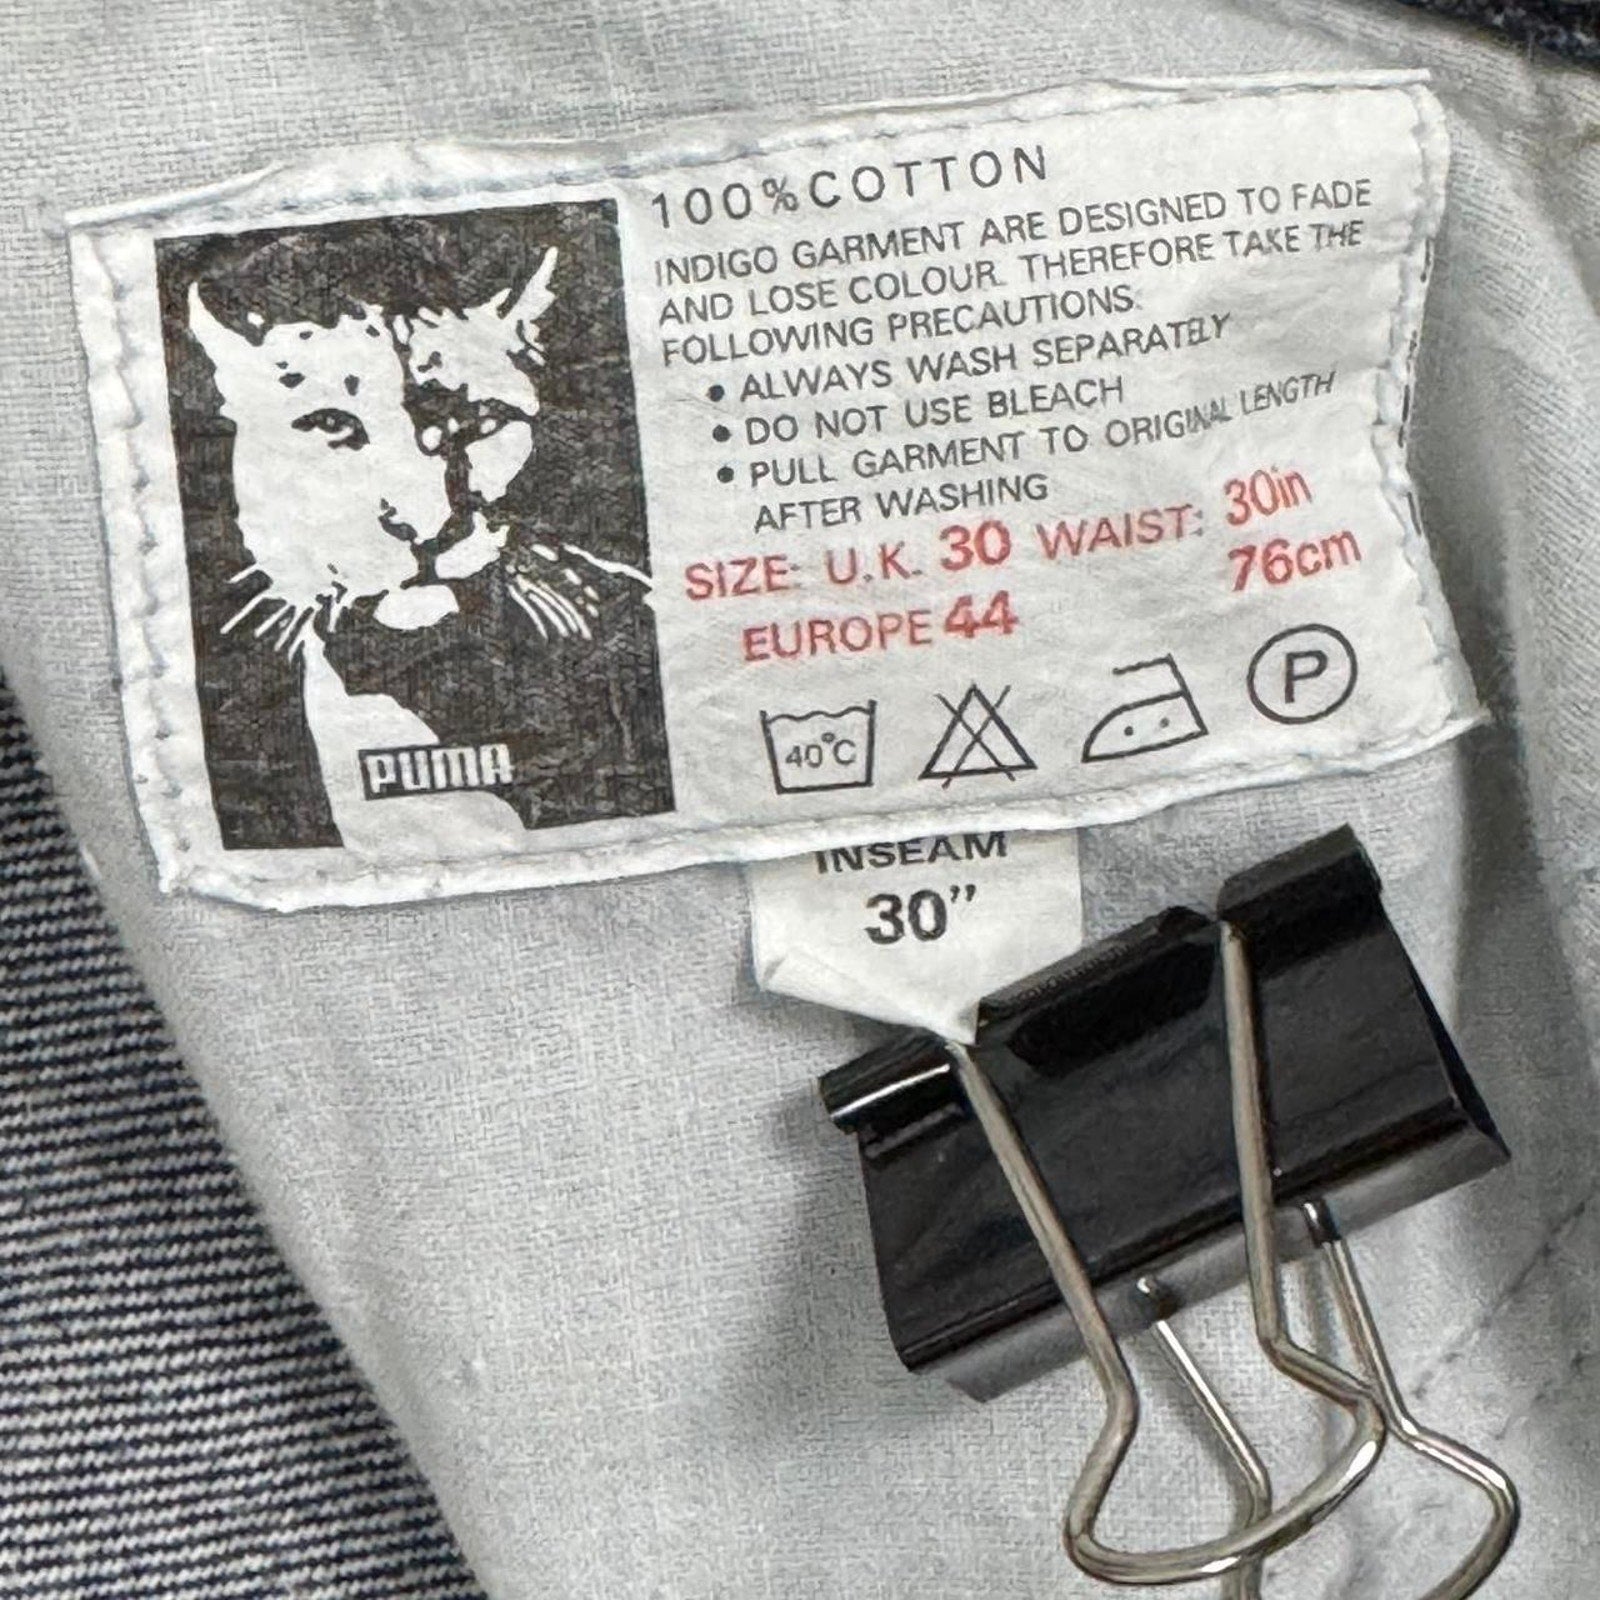 100% COTTON
INDIGO GARMENT ARE DESIGNED TO FADE
AND LOSE COLOUR. THEREFORE TAKE THE
FOLLOWING PRECAUTIONS:
• ALWAYS WASH SEPARATELY
• DO NOT USE BLEACH
• PULL GARMENT TO ORIGINAL LENGTH
AFTER WASHING
SIZE: U.K. 30 WAIST: 30in
76cm
EUROPE 44
40°C
P
PUMA
INSEAM
30”